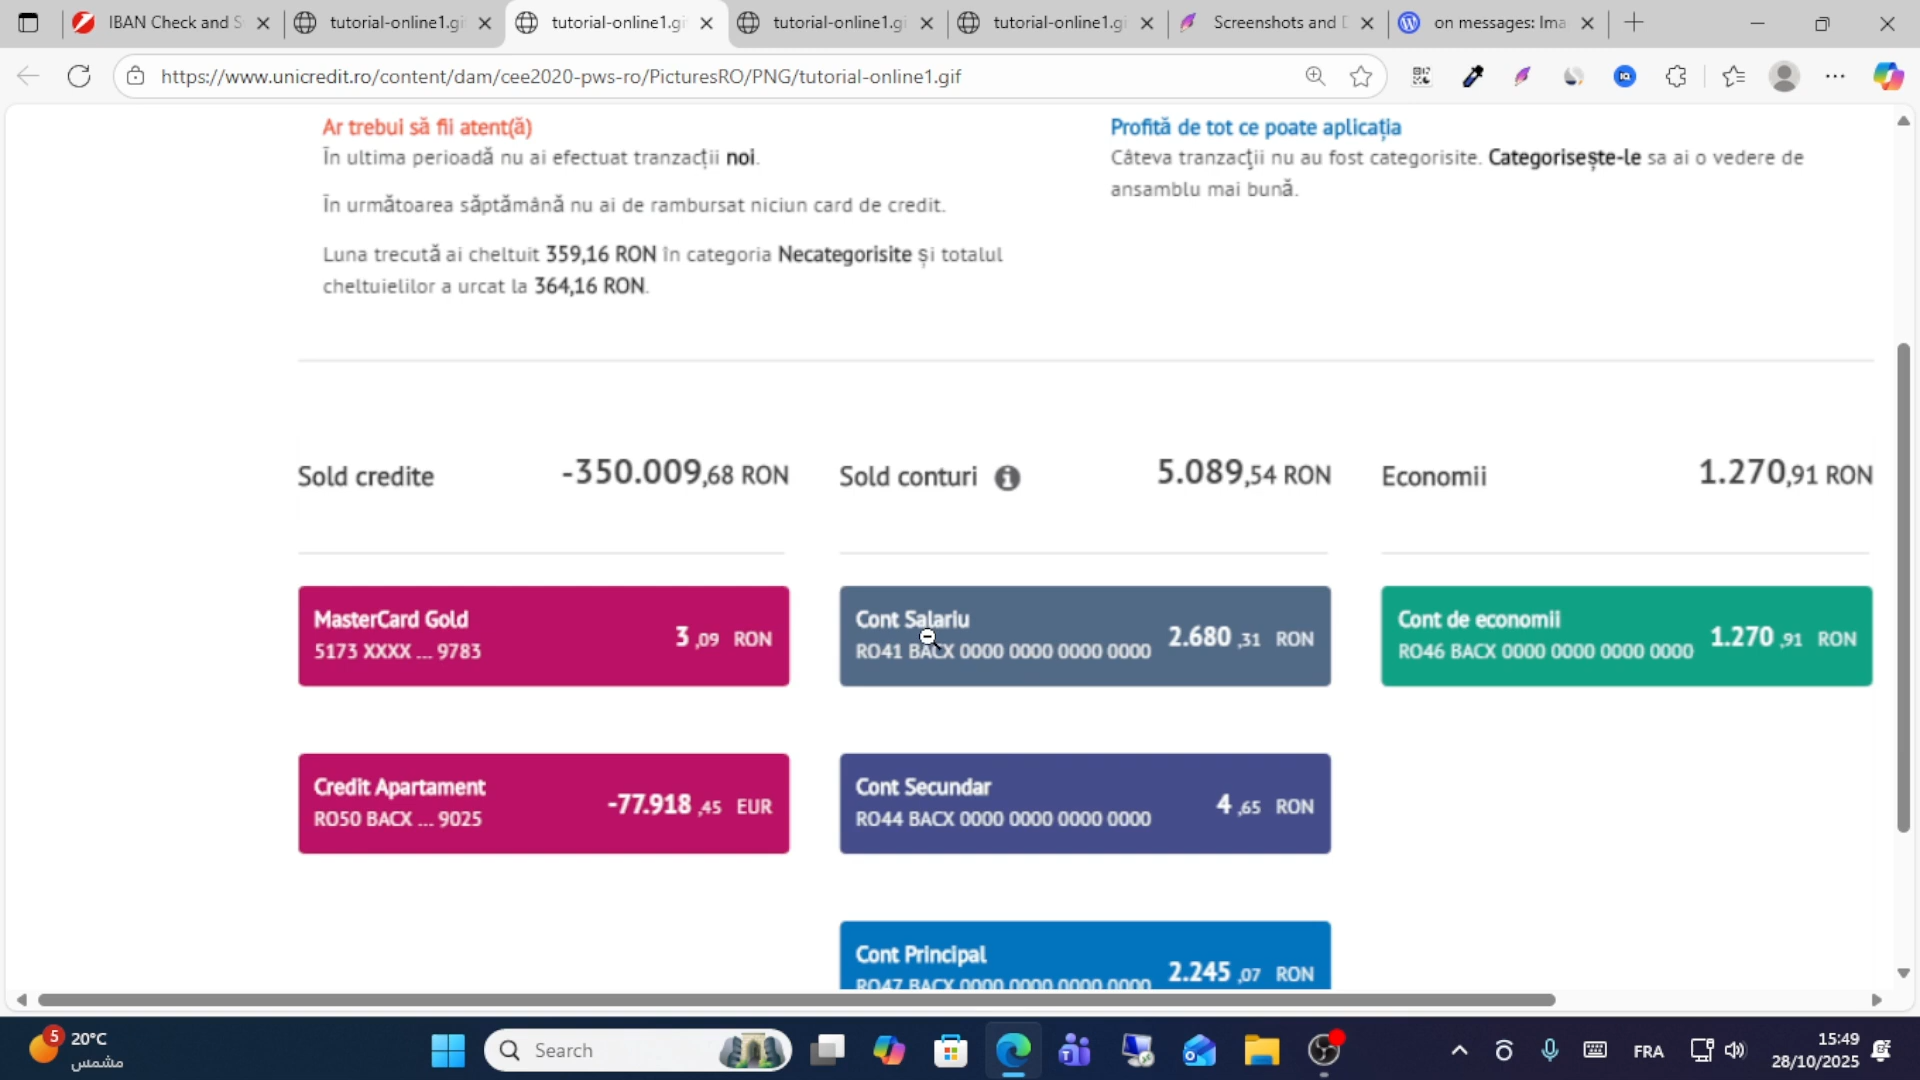 IBAN Check and S
tutorial-online1.gi
tutorial-online1.gi
tutorial-online1.gi
tutorial-online1.gi
Screenshots and
on messages: Ima
https://www.unicredit.ro/content/dam/cee2020-pws-ro/PicturesRO/PNG/tutorial-online1.gif
Ar trebui să fii atent(ă)
În ultima perioadă nu ai efectuat tranzacții noi.
În următoarea săptămână nu ai de rambursat niciun card de credit.
Luna trecută ai cheltuit 359,16 RON în categoria Necategorisite și totalul
cheltuielilor a urcat la 364,16 RON.
Profită de tot ce poate aplicația
Câteva tranzacții nu au fost categorisite. Categorisește-le sa ai o vedere de
ansamblu mai bună.
Sold credite -350.009,68 RON
Sold conturi 5.089,54 RON
Economii 1.270,91 RON
MasterCard Gold
5173 XXXX ... 9783
3,09 RON
Cont Salariu
RO41 BACX 0000 0000 0000 0000
2.680,31 RON
Cont de economii
RO46 BACX 0000 0000 0000 0000
1.270,91 RON
Credit Apartament
RO50 BACX ... 9025
-77.918,45 EUR
Cont Secundar
RO44 BACX 0000 0000 0000 0000
4,65 RON
Cont Principal
RO47 BACX 0000 0000 0000 0000
2.245,07 RON
5
20°C
مشمس
Search
FRA
15:49
28/10/2025